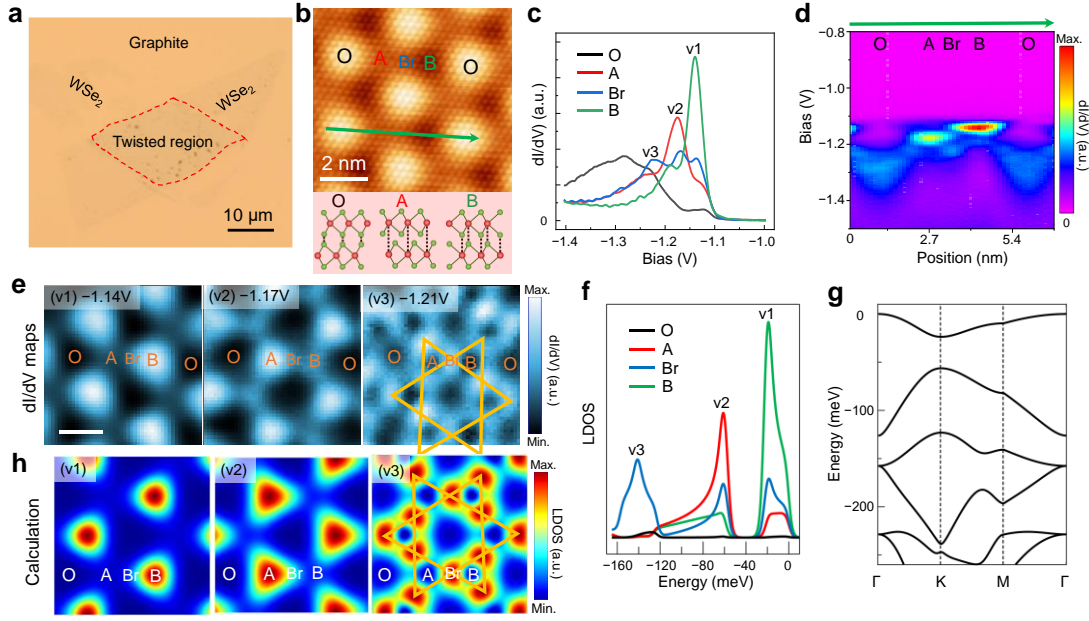 a
Graphite
WSe₂
WSe₂
Twisted region
10 μm
b
O
A
Br
B
O
2 nm
O
A
B
c
dI/dV (a.u.)
O
A
Br
B
v1
v2
v3
−1.4
−1.3
−1.2
−1.1
−1.0
Bias (V)
d
Bias (V)
−0.8
−1.0
−1.2
−1.4
−1.6
O
A
Br
B
O
0
2.7
5.4
Position (nm)
Max.
dI/dV) (a.u.)
0
e
dI/dV maps
(v1) −1.14V
O
A
Br
B
O
(v2) −1.17V
O
A
Br
B
O
(v3) −1.21V
O
A
Br
B
O
Max.
dI/dV) (a.u.)
Min.
f
LDOS
O
A
Br
B
v1
v2
v3
−160
−120
−80
−40
0
Energy (meV)
g
Energy (meV)
0
−100
−200
Γ
K
M
Γ
h
Calculation
(v1)
O
A
Br
B
(v2)
O
A
Br
B
(v3)
O
A
Br
B
Max.
LDOS (a.u.)
Min.